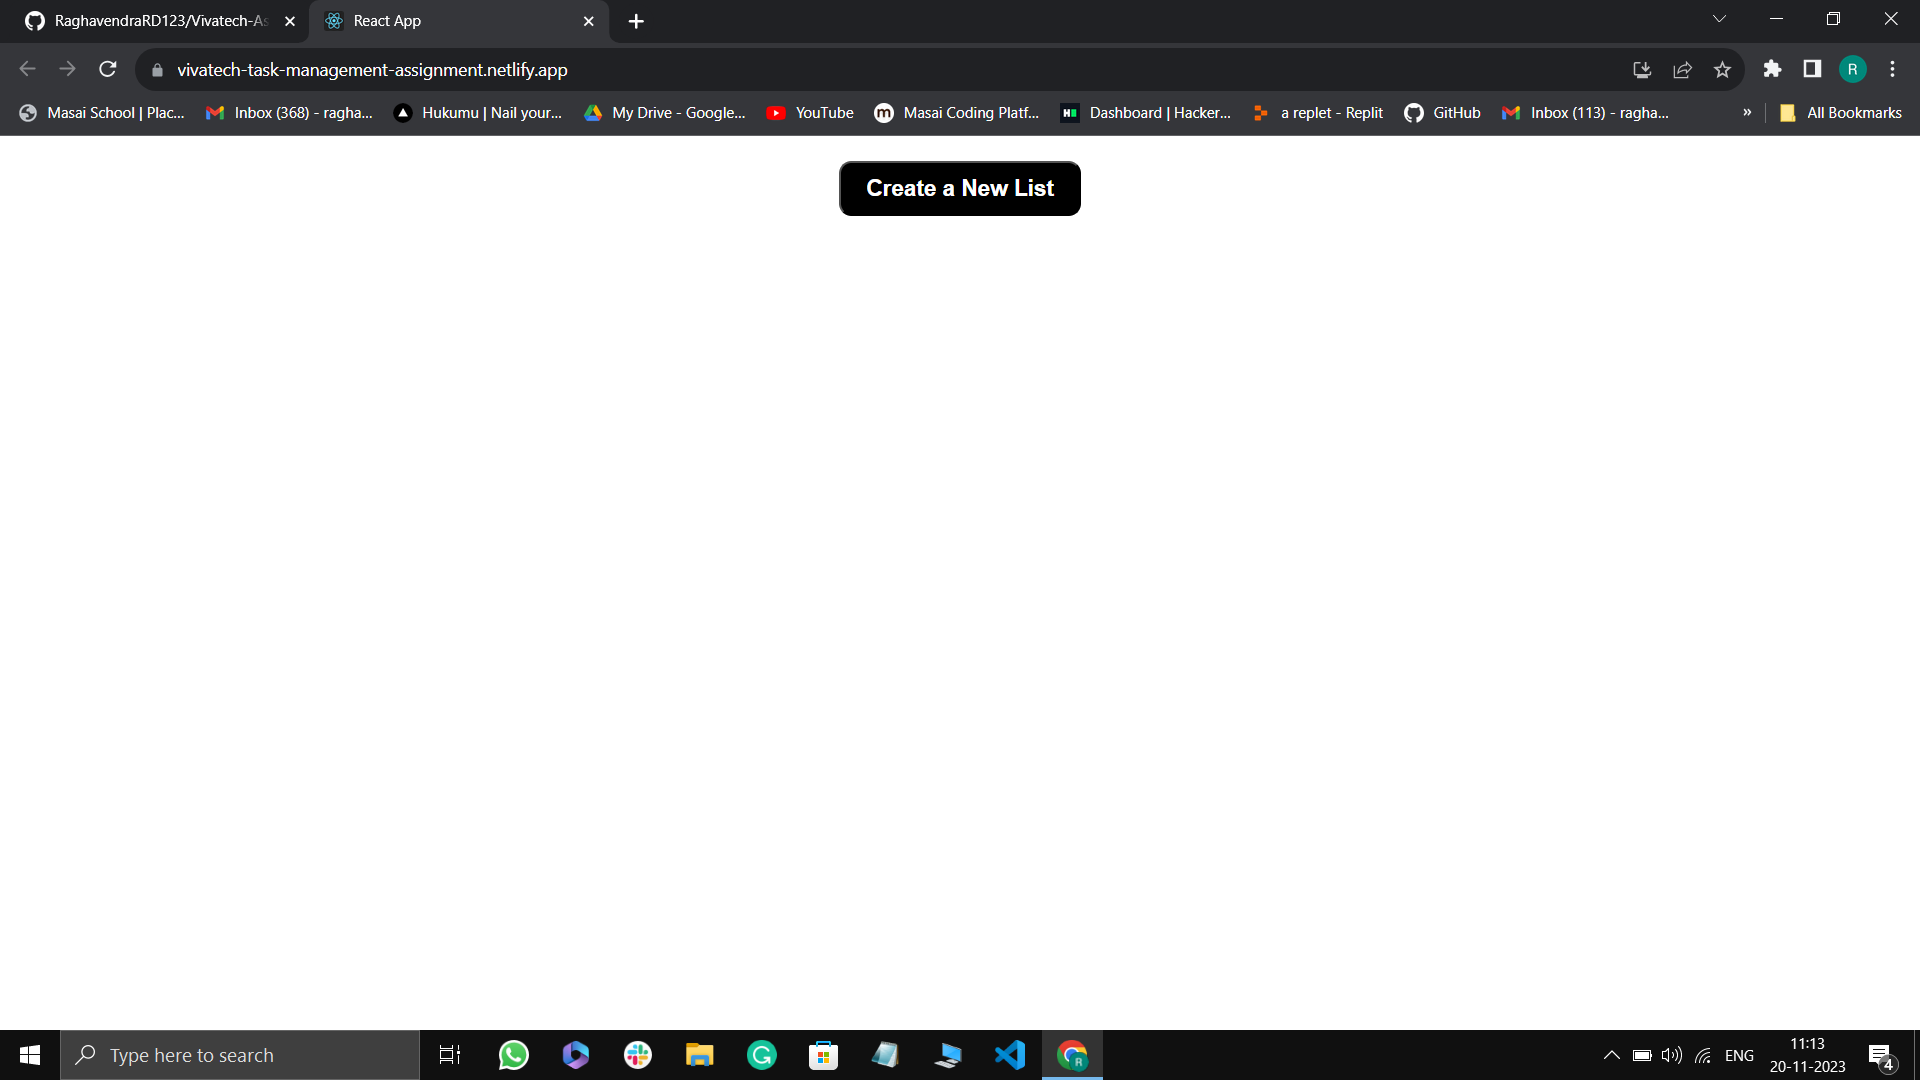 RaghavendraRD123/Vivatech-As
React App
vivatech-task-management-assignment.netlify.app
R
Masai School | Plac...
Inbox (368) - ragha...
Hukumu | Nail your...
My Drive - Google...
YouTube
m
Masai Coding Platf...
H
Dashboard | Hacker...
a replet - Replit
GitHub
Inbox (113) - ragha...
»
All Bookmarks
Create a New List
Type here to search
R
ENG
11:13
20-11-2023
4